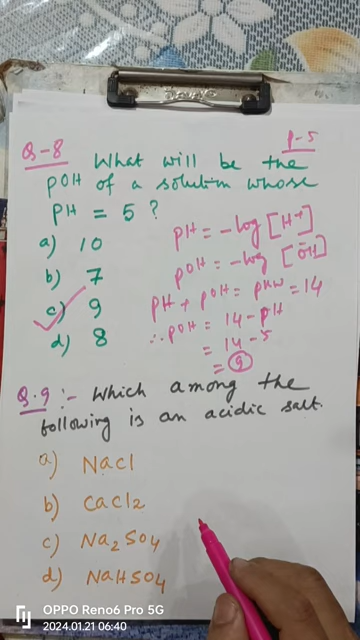 P-5
Q-8 What will be the
pOH of a solution whose
pH = 5 ?
a) 10
b) 7
c) 9
d) 8
pH = -log [H+]
pOH = -log [OH]
pH + pOH = pKw = 14
∴ pOH = 14 - pH
= 14 - 5
= 9
Q.9 :- Which among the
following is an acidic salt.
a) NaCl
b) CaCl2
c) Na2SO4
d) NaHSO4
OPPO Reno6 Pro 5G
2024.01.21 06:40